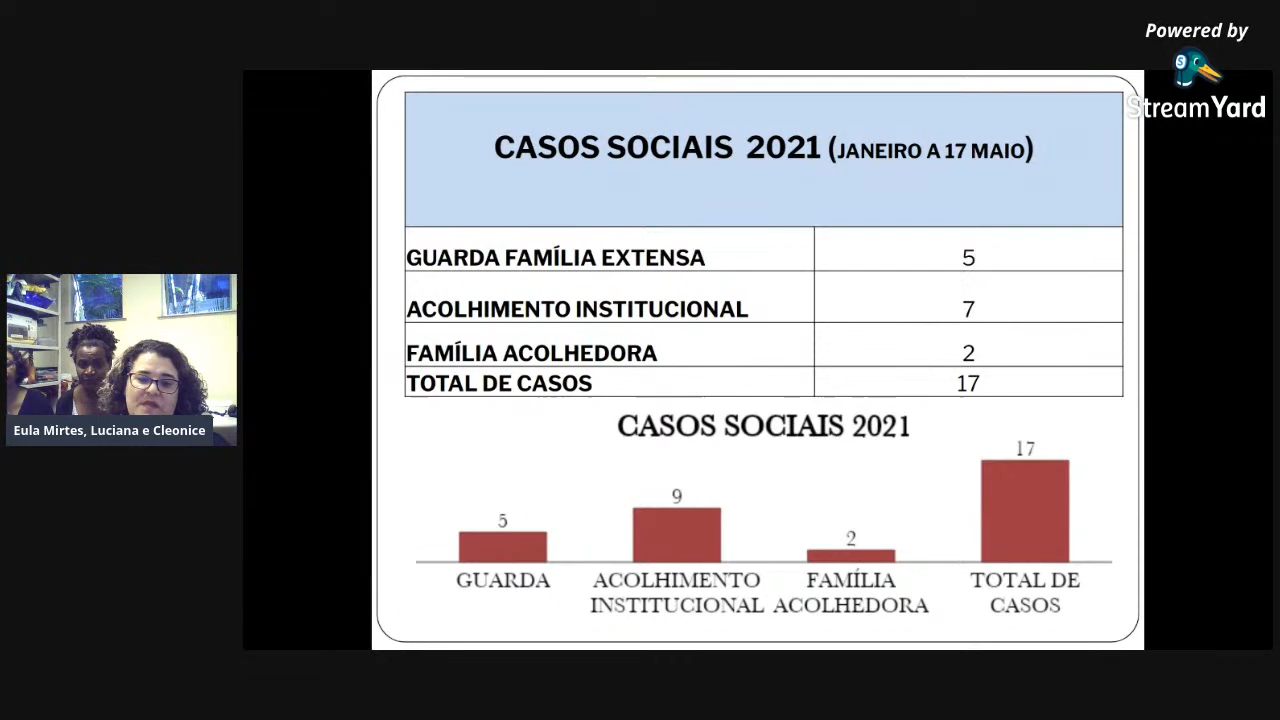 Powered by
StreamYard
CASOS SOCIAIS 2021 (JANEIRO A 17 MAIO)
GUARDA FAMÍLIA EXTENSA 5
ACOLHIMENTO INSTITUCIONAL 7
FAMÍLIA ACOLHEDORA 2
TOTAL DE CASOS 17
CASOS SOCIAIS 2021
5
9
2
17
GUARDA
ACOLHIMENTO INSTITUCIONAL
FAMÍLIA ACOLHEDORA
TOTAL DE CASOS
Eula Mirtes, Luciana e Cleonice